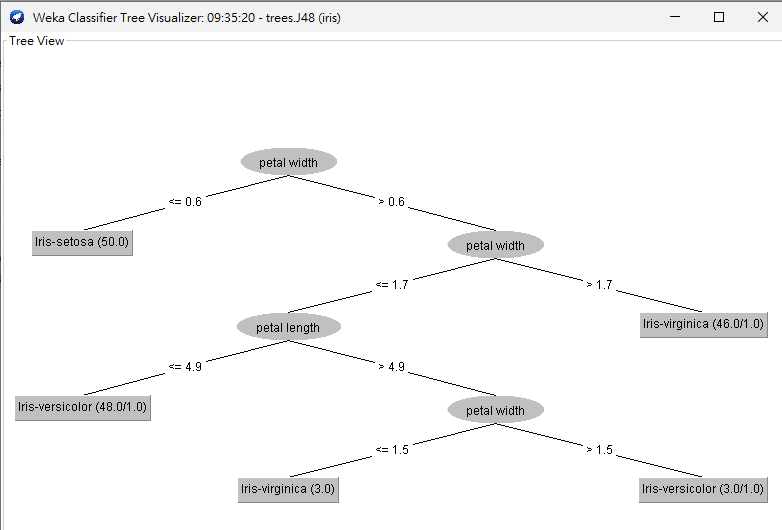 Weka Classifier Tree Visualizer: 09:35:20 - trees.J48 (iris)
Tree View
petal width
<= 0.6
> 0.6
Iris-setosa (50.0)
petal width
<= 1.7
> 1.7
petal length
Iris-virginica (46.0/1.0)
<= 4.9
> 4.9
Iris-versicolor (48.0/1.0)
petal width
<= 1.5
> 1.5
Iris-virginica (3.0)
Iris-versicolor (3.0/1.0)